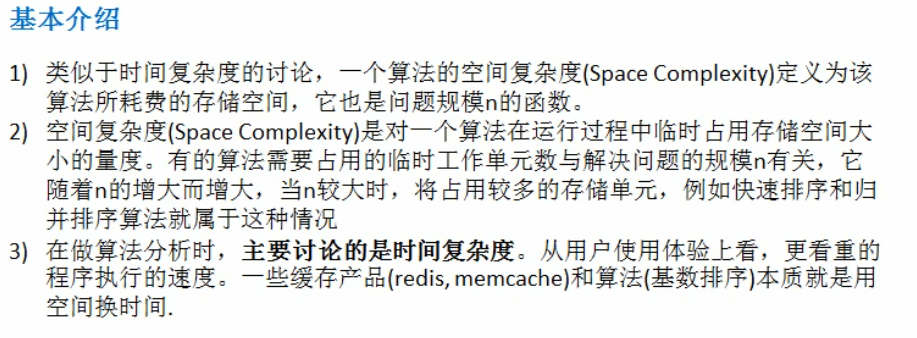 基本介绍
1) 类似于时间复杂度的讨论，一个算法的空间复杂度(Space Complexity)定义为该
算法所耗费的存储空间，它也是问题规模n的函数。
2) 空间复杂度(Space Complexity)是对一个算法在运行过程中临时占用存储空间大
小的量度。有的算法需要占用的临时工作单元数与解决问题的规模n有关，它
随着n的增大而增大，当n较大时，将占用较多的存储单元，例如快速排序和归
并排序算法就属于这种情况
3) 在做算法分析时，主要讨论的是时间复杂度。从用户使用体验上看，更看重的
程序执行的速度。一些缓存产品(redis, memcache)和算法(基数排序)本质就是用
空间换时间.